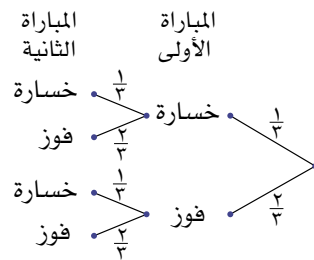 المباراة الأولى
المباراة الثانية
١/٣
خسارة
١/٣
خسارة
٢/٣
فوز
٢/٣
فوز
١/٣
خسارة
٢/٣
فوز